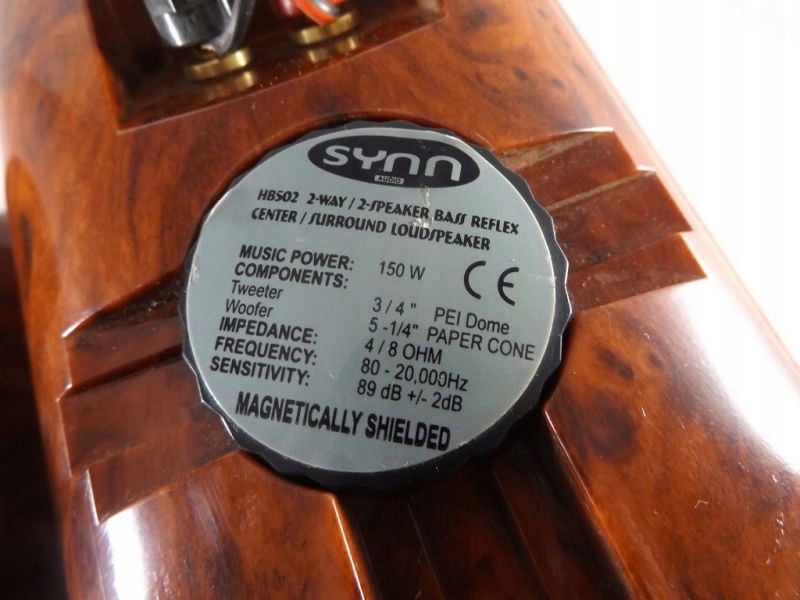 SYNN
AUDIO
HB502 2-WAY / 2-SPEAKER BASS REFLEX
CENTER / SURROUND LOUDSPEAKER
MUSIC POWER: 150 W CE
COMPONENTS:
Tweeter 3/4" PEI Dome
Woofer 5-1/4" PAPER CONE
IMPEDANCE: 4/8 OHM
FREQUENCY: 80 - 20,000Hz
SENSITIVITY: 89 dB +/- 2dB
MAGNETICALLY SHIELDED